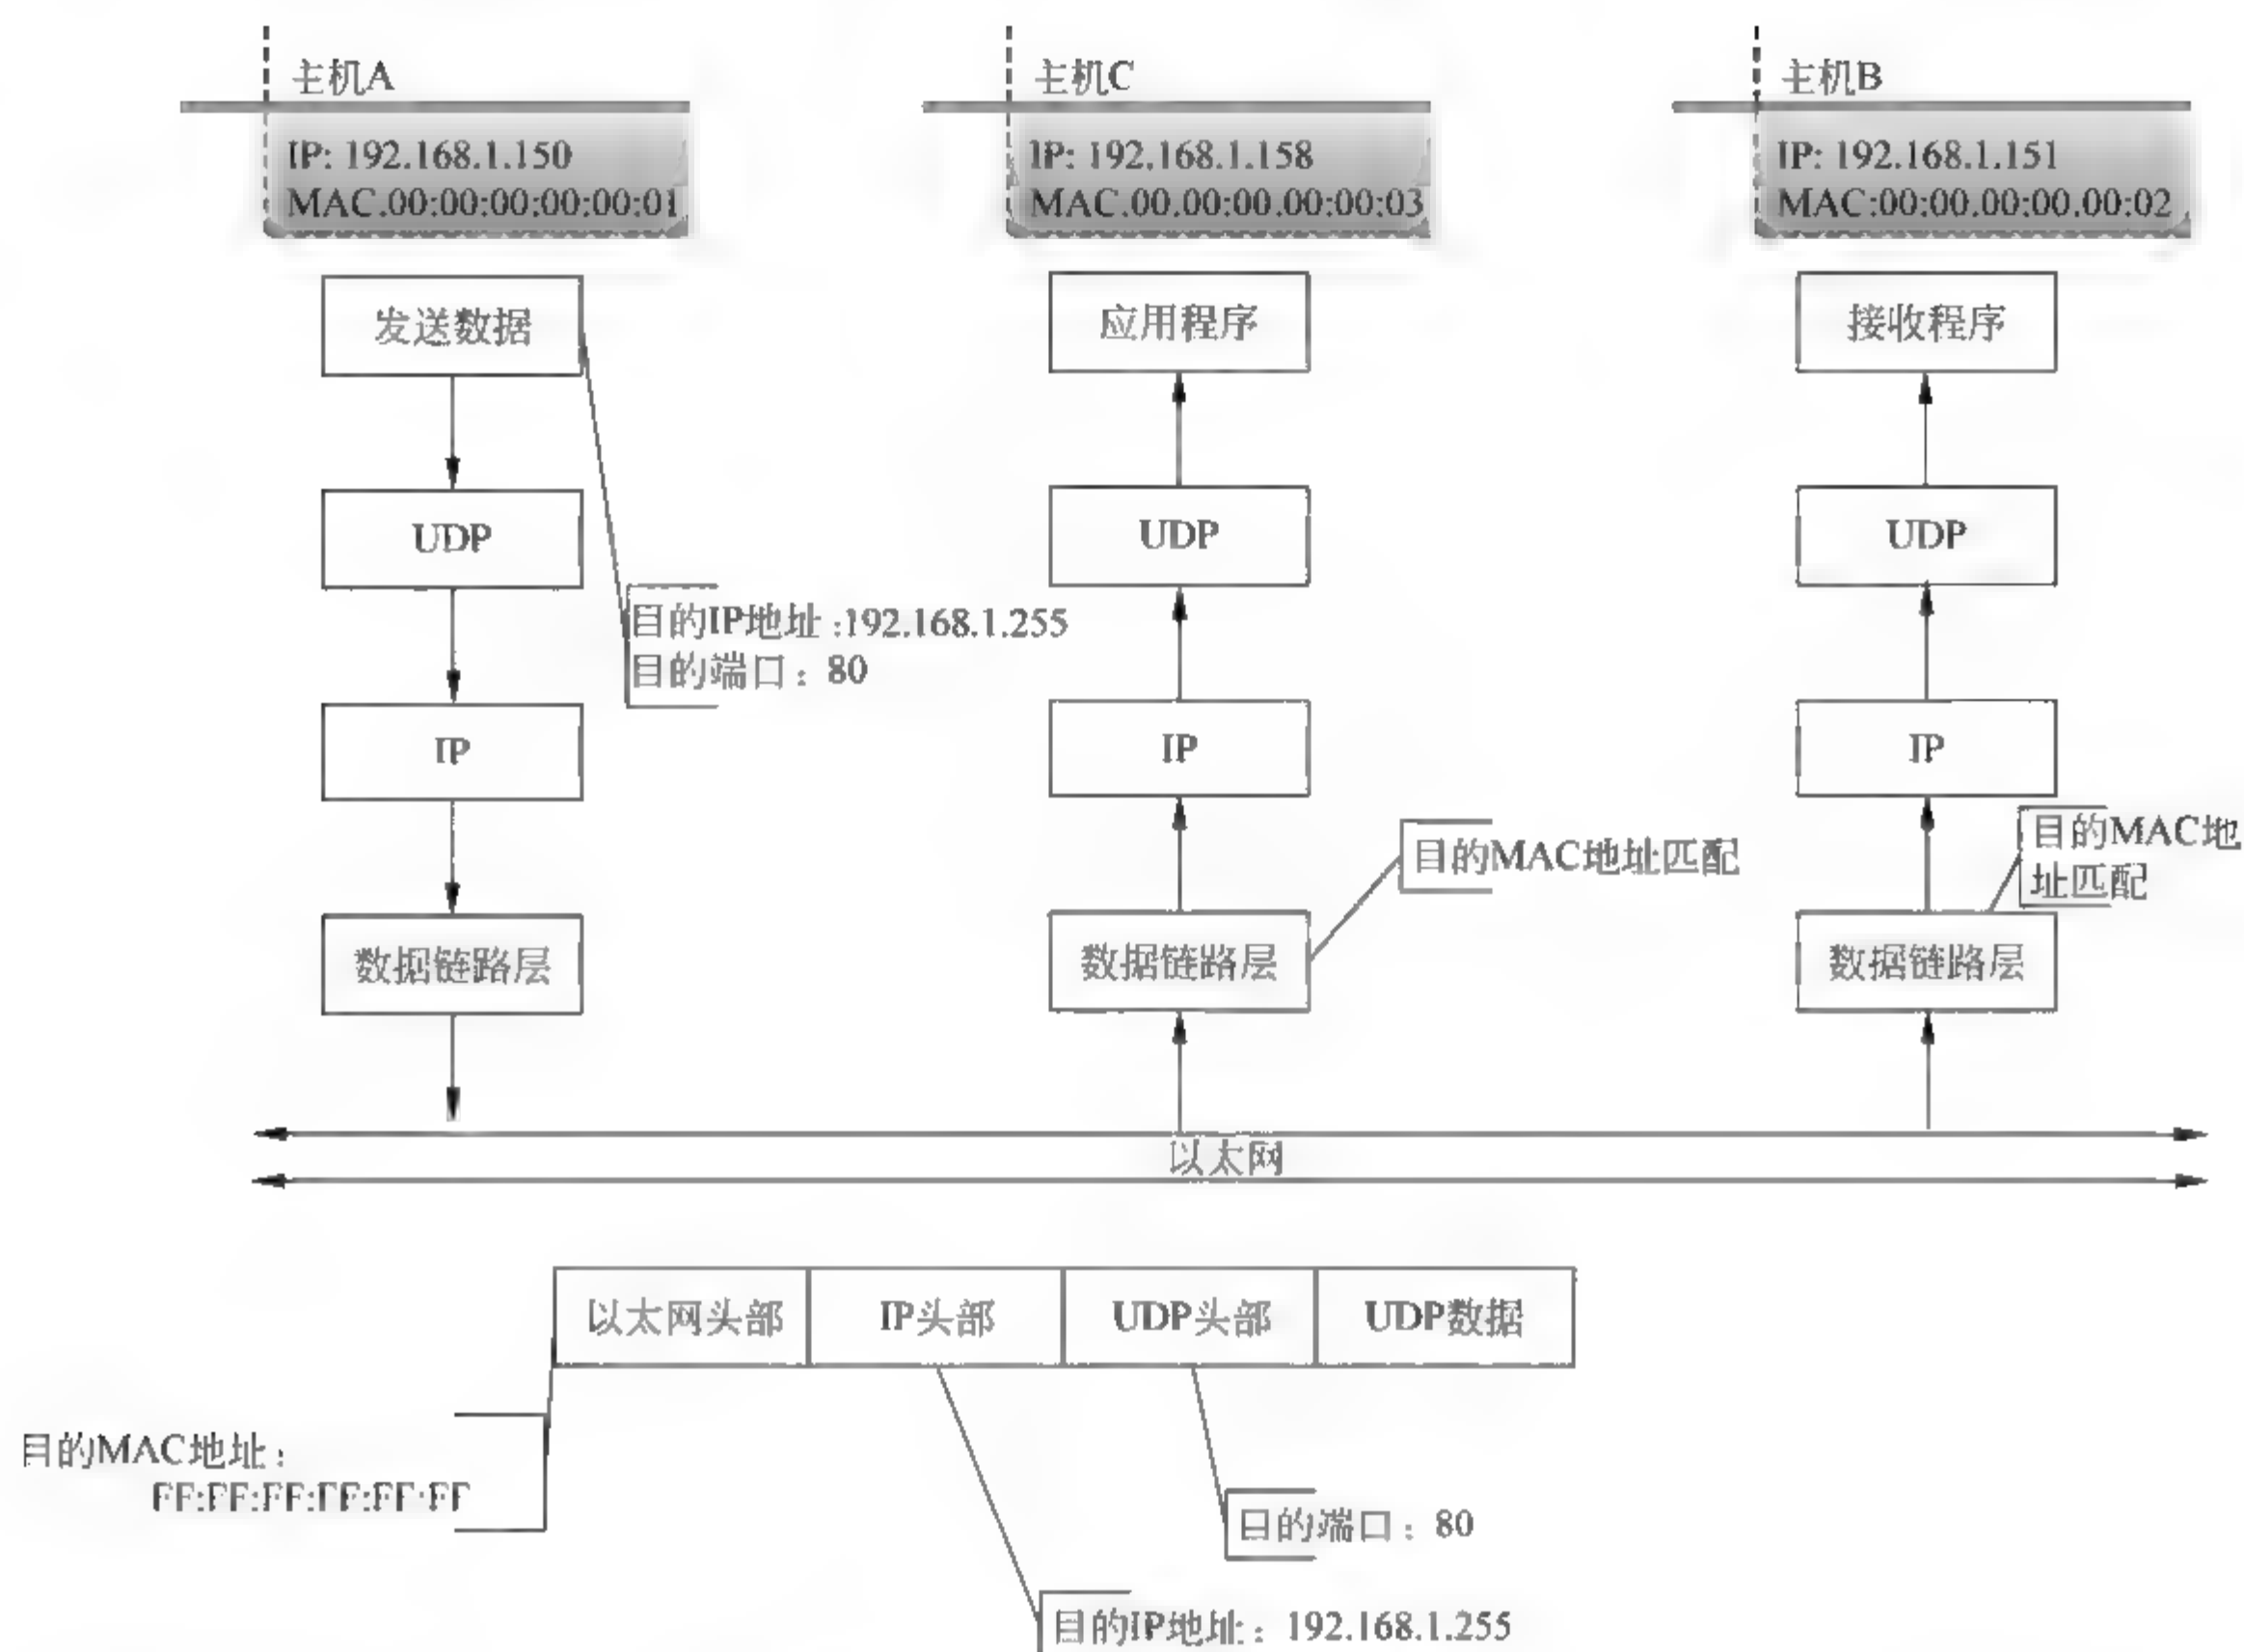 主机A
IP: 192.168.1.150
MAC.00:00:00:00:00:01
主机C
IP: 192.168.1.158
MAC.00.00:00.00:00:03
主机B
IP: 192.168.1.151
MAC:00:00.00:00.00:02
发送数据
应用程序
接收程序
UDP
UDP
UDP
目的IP地址:192.168.1.255
目的端口：80
IP
IP
IP
目的MAC地址匹配
目的MAC地
址匹配
数据链路层
数据链路层
数据链路层
以太网
以太网头部
IP头部
UDP头部
UDP数据
目的MAC地址：
FF:FF:FF:FF:FF:FF
目的端口：80
目的IP地址：192.168.1.255